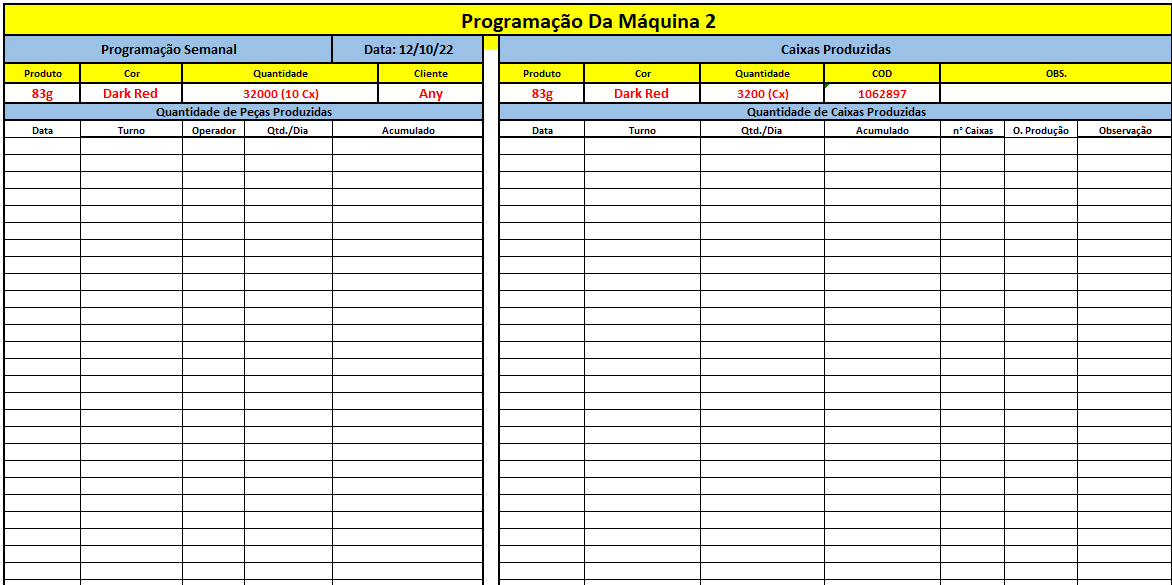 Programação Da Máquina 2
Programação Semanal Data: 12/10/22 Caixas Produzidas
Produto Cor Quantidade Cliente Produto Cor Quantidade COD OBS.
83g Dark Red 32000 (10 Cx) Any 83g Dark Red 3200 (Cx) 1062897
Quantidade de Peças Produzidas Quantidade de Caixas Produzidas
Data Turno Operador Qtd./Dia Acumulado Data Turno Qtd./Dia Acumulado n° Caixas O. Produção Observação